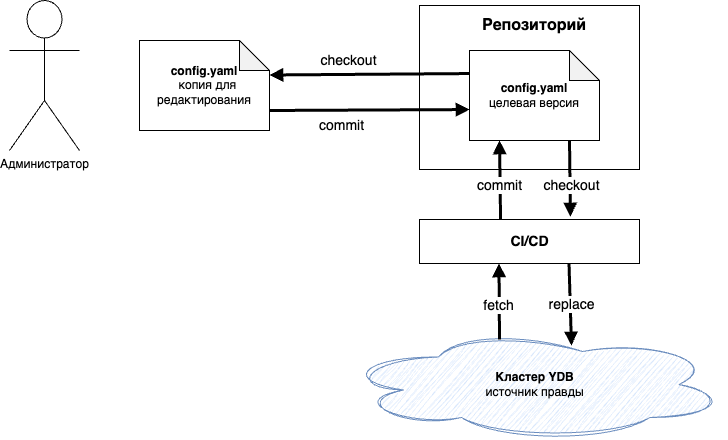 Репозиторий
config.yaml
копия для
редактирования
checkout
commit
config.yaml
целевая версия
Администратор
commit
checkout
CI/CD
fetch
replace
Кластер YDB
источник правды